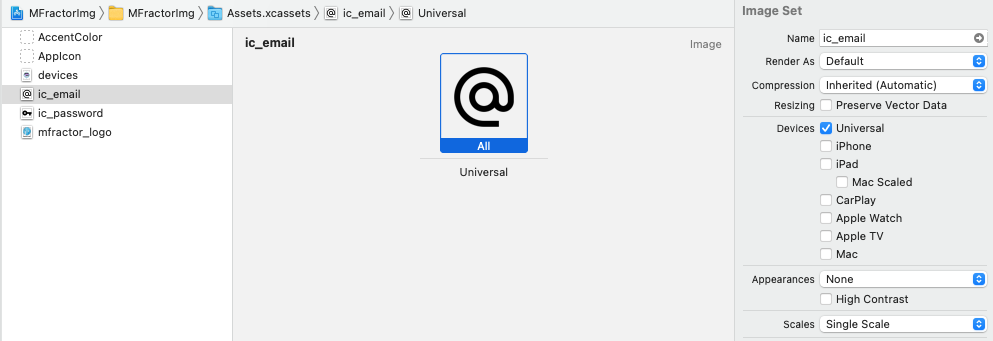 MFractorImg MFractorImg Assets.xcassets ic_email Universal
AccentColor
AppIcon
devices
ic_email
ic_password
mfractor_logo
ic_email
Image
All
Universal
Image Set
Name ic_email
Render As Default
Compression Inherited (Automatic)
Resizing Preserve Vector Data
Devices Universal
iPhone
iPad
Mac Scaled
CarPlay
Apple Watch
Apple TV
Mac
Appearances None
High Contrast
Scales Single Scale